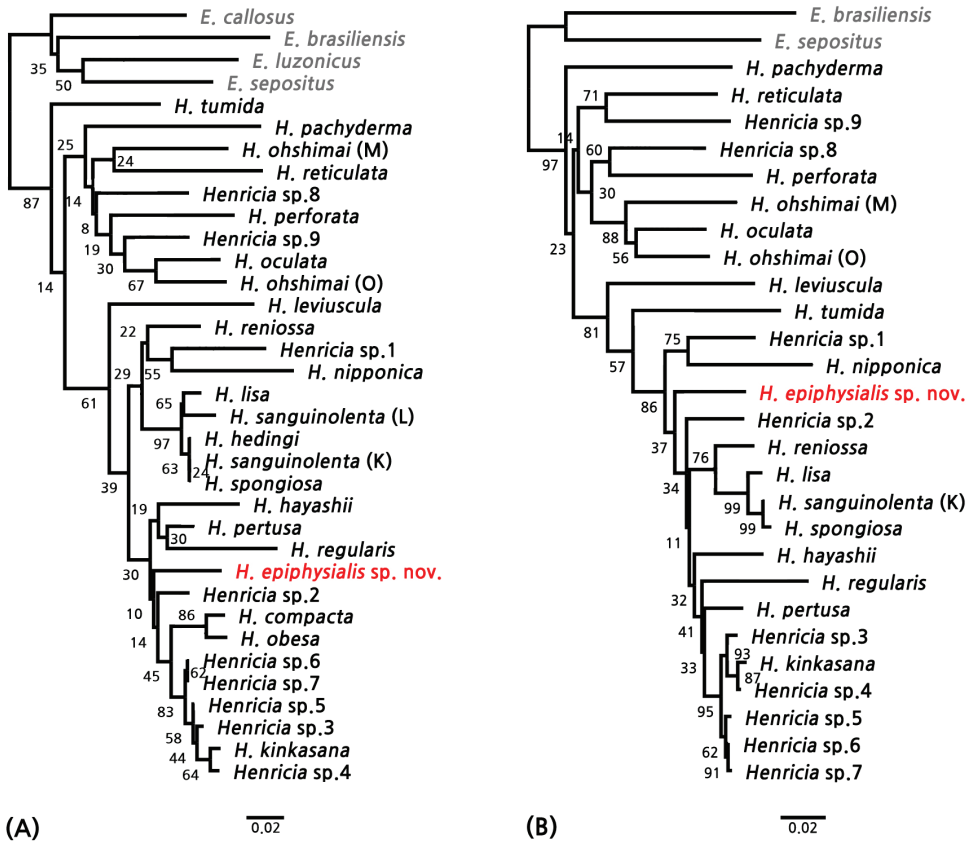 E. callosus
E. brasiliensis
35
E. luzonicus
50
E. sepositus
H. tumida
H. pachyderma
25
H. ohshimai (M)
24
H. reticulata
87
14
Henricia sp.8
H. perforata
8
Henricia sp.9
19
H. oculata
30
14
67
H. ohshimai (O)
H. leviuscula
22
H. reniossa
Henricia sp.1
29
55
H. nipponica
61
65
H. lisa
H. sanguinolenta (L)
97
H. hedingi
H. sanguinolenta (K)
63
24
H. spongiosa
39
19
H. hayashii
H. pertusa
30
H. regularis
30
H. epiphysialis sp. nov.
Henricia sp.2
10
86
H. compacta
14
H. obesa
Henricia sp.6
45
62
Henricia sp.7
Henricia sp.5
83
Henricia sp.3
58
H. kinkasana
44
64
Henricia sp.4
(A)
0.02
E. brasiliensis
E. sepositus
H. pachyderma
71
H. reticulata
Henricia sp.9
14
97
60
Henricia sp.8
H. perforata
30
H. ohshimai (M)
H. oculata
23
88
56
H. ohshimai (O)
H. leviuscula
81
H. tumida
57
75
Henricia sp.1
H. nipponica
86
H. epiphysialis sp. nov.
Henricia sp.2
37
76
H. reniossa
34
H. lisa
99
H. sanguinolenta (K)
99
H. spongiosa
11
H. hayashii
H. regularis
32
H. pertusa
41
Henricia sp.3
93
33
H. kinkasana
87
Henricia sp.4
95
Henricia sp.5
62
Henricia sp.6
91
Henricia sp.7
(B)
0.02